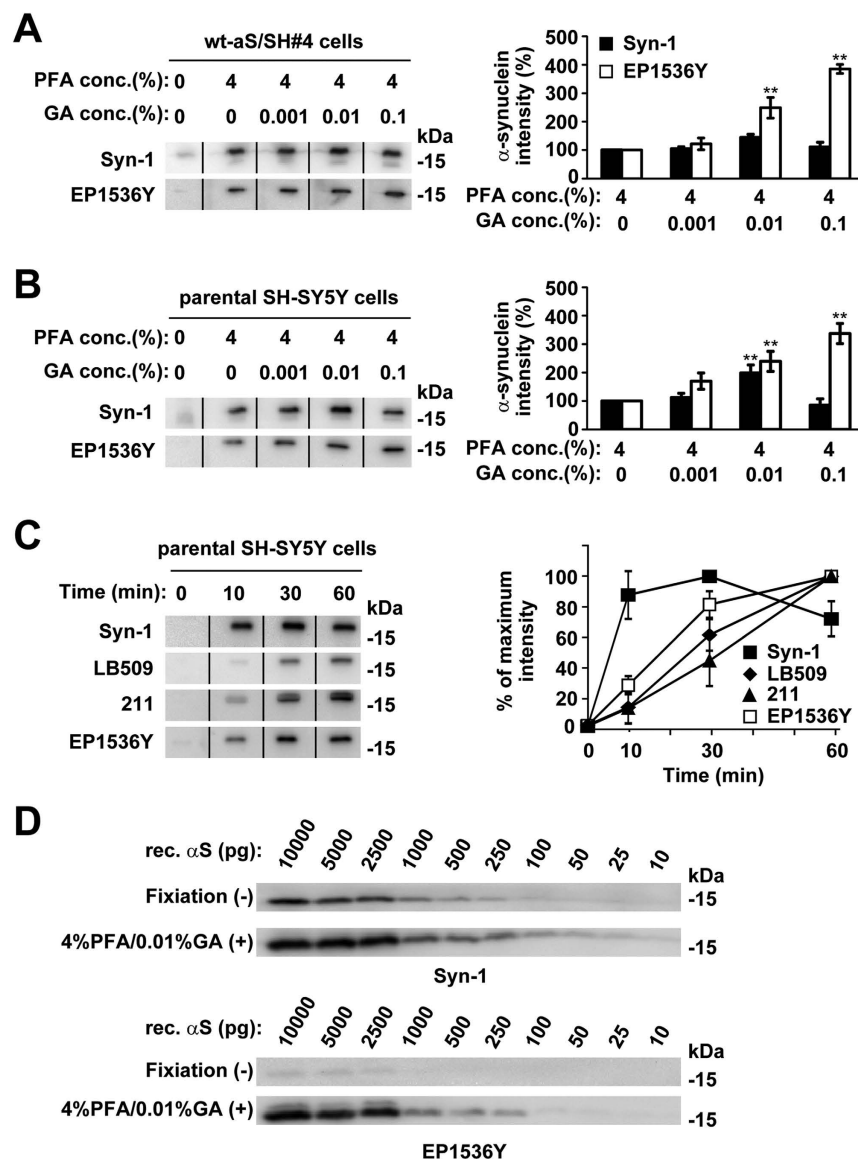 A
wt-aS/SH#4 cells
PFA conc.(%): 0 4 4 4 4
GA conc.(%): 0 0 0.001 0.01 0.1
kDa
Syn-1 -15
EP1536Y -15
α-synuclein intensity (%)
500
400
300
200
100
0
Syn-1
EP1536Y
**
**
PFA conc.(%): 4 4 4 4
GA conc.(%): 0 0.001 0.01 0.1
B
parental SH-SY5Y cells
PFA conc.(%): 0 4 4 4 4
GA conc.(%): 0 0 0.001 0.01 0.1
kDa
Syn-1 -15
EP1536Y -15
α-synuclein intensity (%)
500
400
300
200
100
0
** **
**
PFA conc.(%): 4 4 4 4
GA conc.(%): 0 0.001 0.01 0.1
C
parental SH-SY5Y cells
Time (min): 0 10 30 60
kDa
Syn-1 -15
LB509 -15
211 -15
EP1536Y -15
% of maximum intensity
100
80
60
40
20
0
Syn-1
LB509
211
EP1536Y
0 10 30 60
Time (min)
D
rec. αS (pg): 10000 5000 2500 1000 500 250 100 50 25 10
kDa
Fixiation (-) -15
4%PFA/0.01%GA (+) -15
Syn-1
rec. αS (pg): 10000 5000 2500 1000 500 250 100 50 25 10
kDa
Fixiation (-) -15
4%PFA/0.01%GA (+) -15
EP1536Y